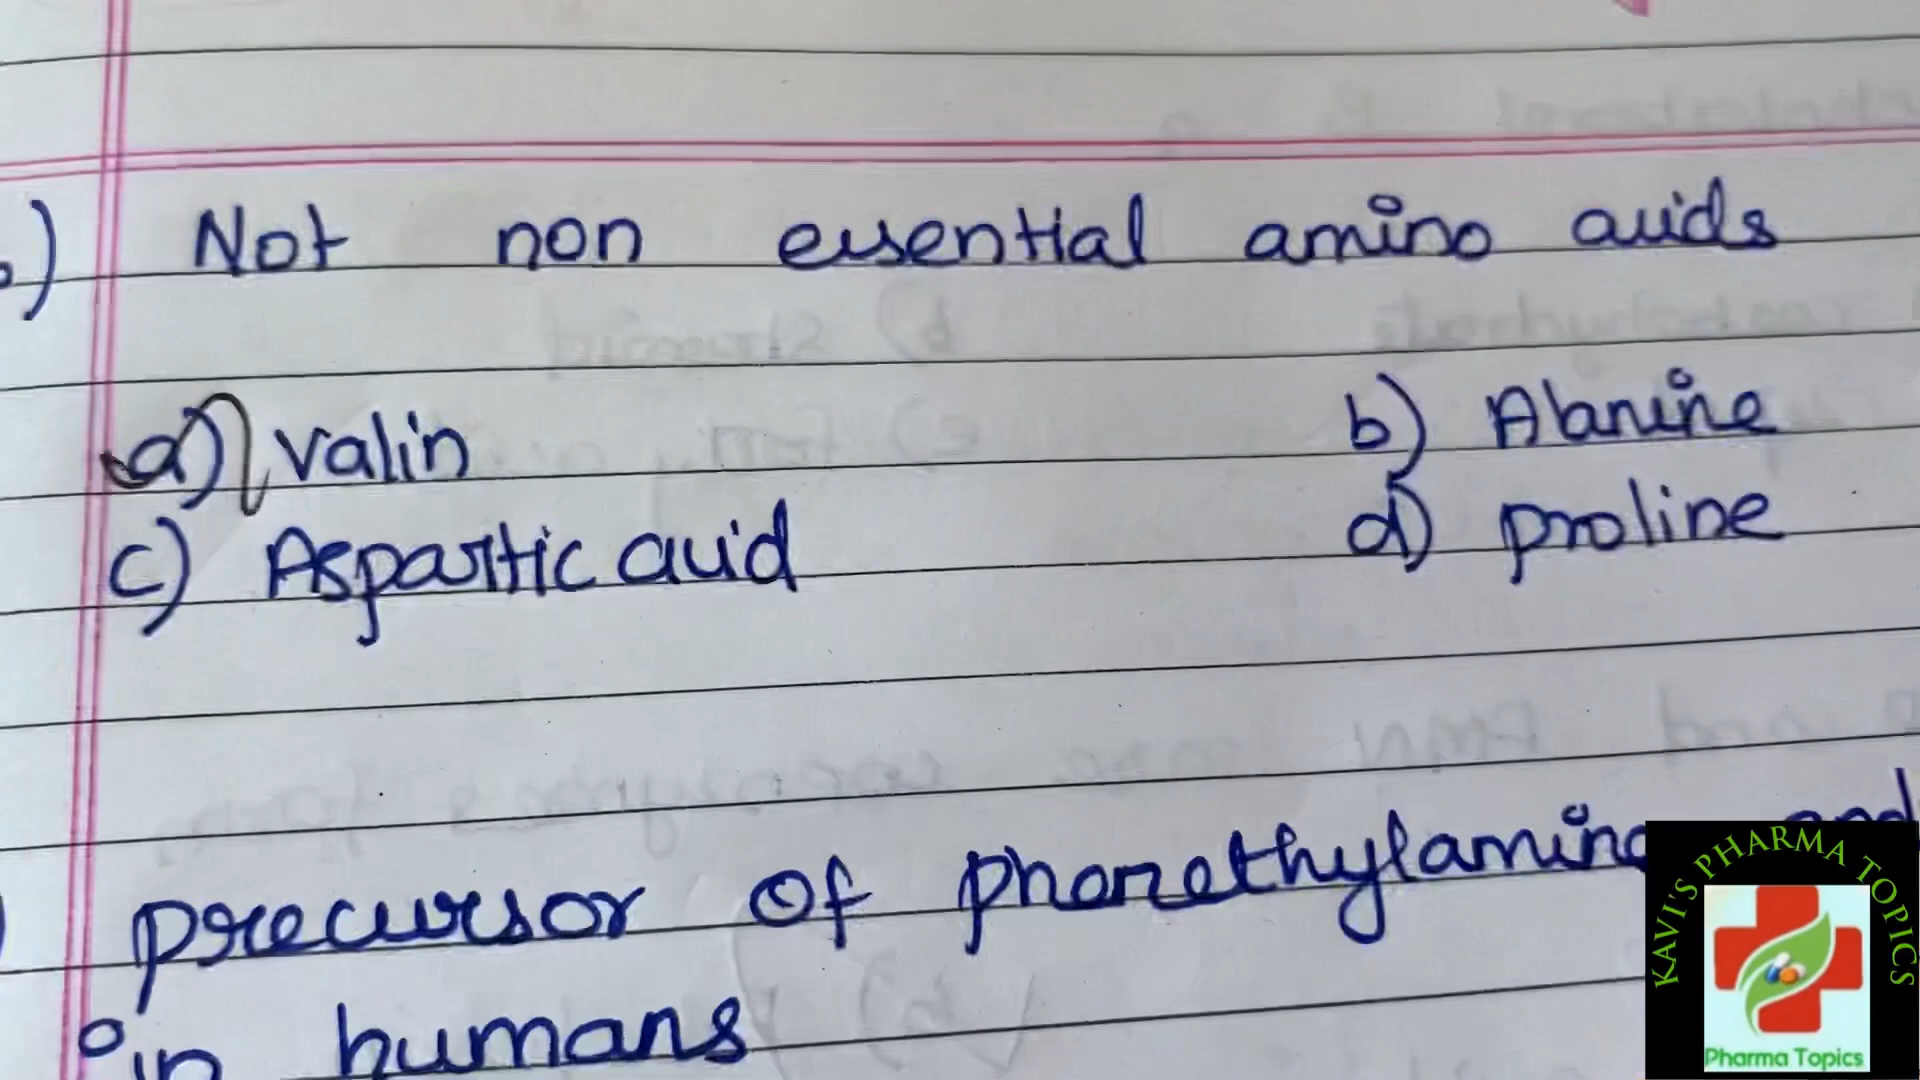 ) Not non essential amino acids
a) valin b) Alanine
c) Aspartic acid d) proline
) precursor of phenethylamine and
in humans
KAVI'S PHARMA TOPICS
Pharma Topics